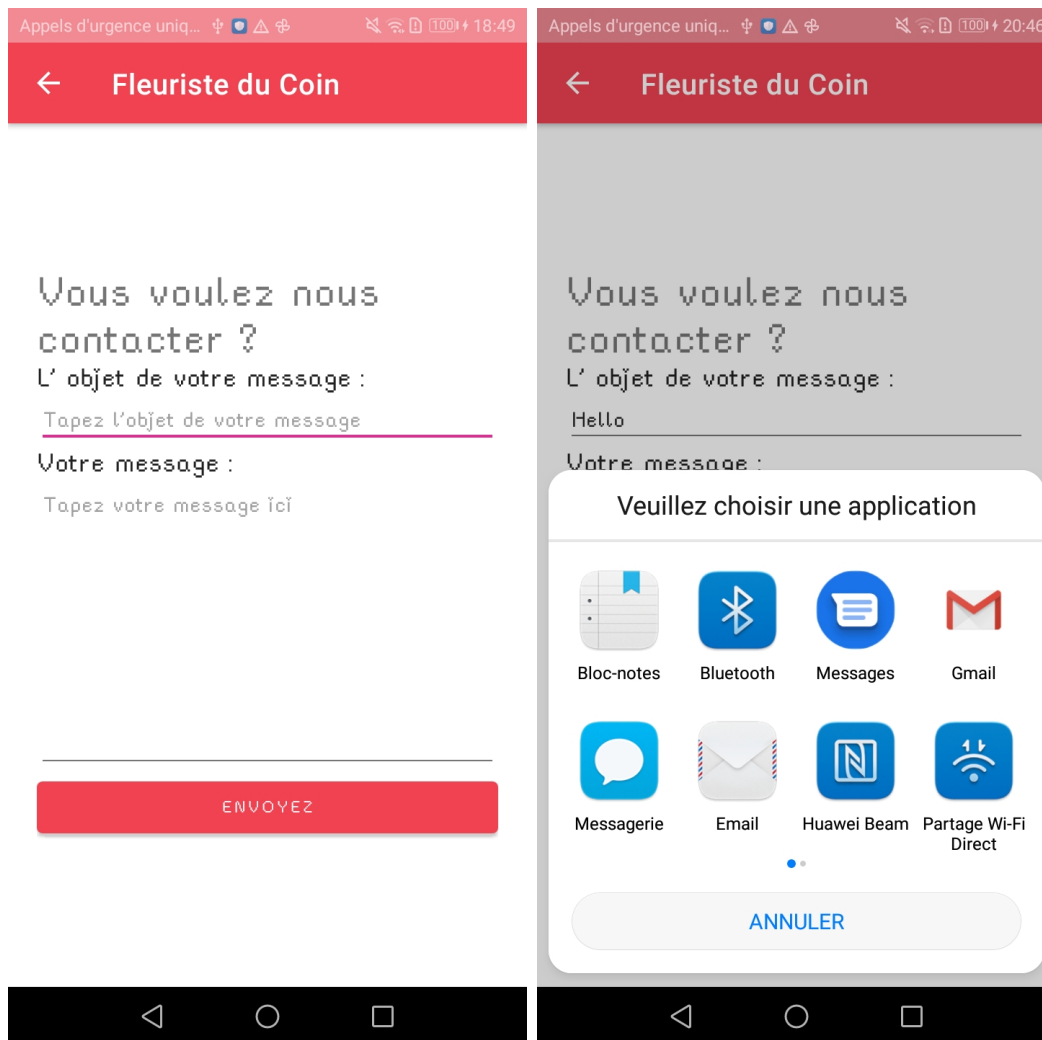 Appels d'urgence uniq... 100 18:49
Fleuriste du Coin
Vous voulez nous
contacter ?
L' objet de votre message :
Tapez l'objet de votre message
Votre message :
Tapez votre message ici
ENVOYEZ
Appels d'urgence uniq... 100 20:46
Fleuriste du Coin
Vous voulez nous
contacter ?
L' objet de votre message :
Hello
Votre message :
Veuillez choisir une application
Bloc-notes Bluetooth Messages Gmail
Messagerie Email Huawei Beam Partage Wi-Fi
Direct
ANNULER